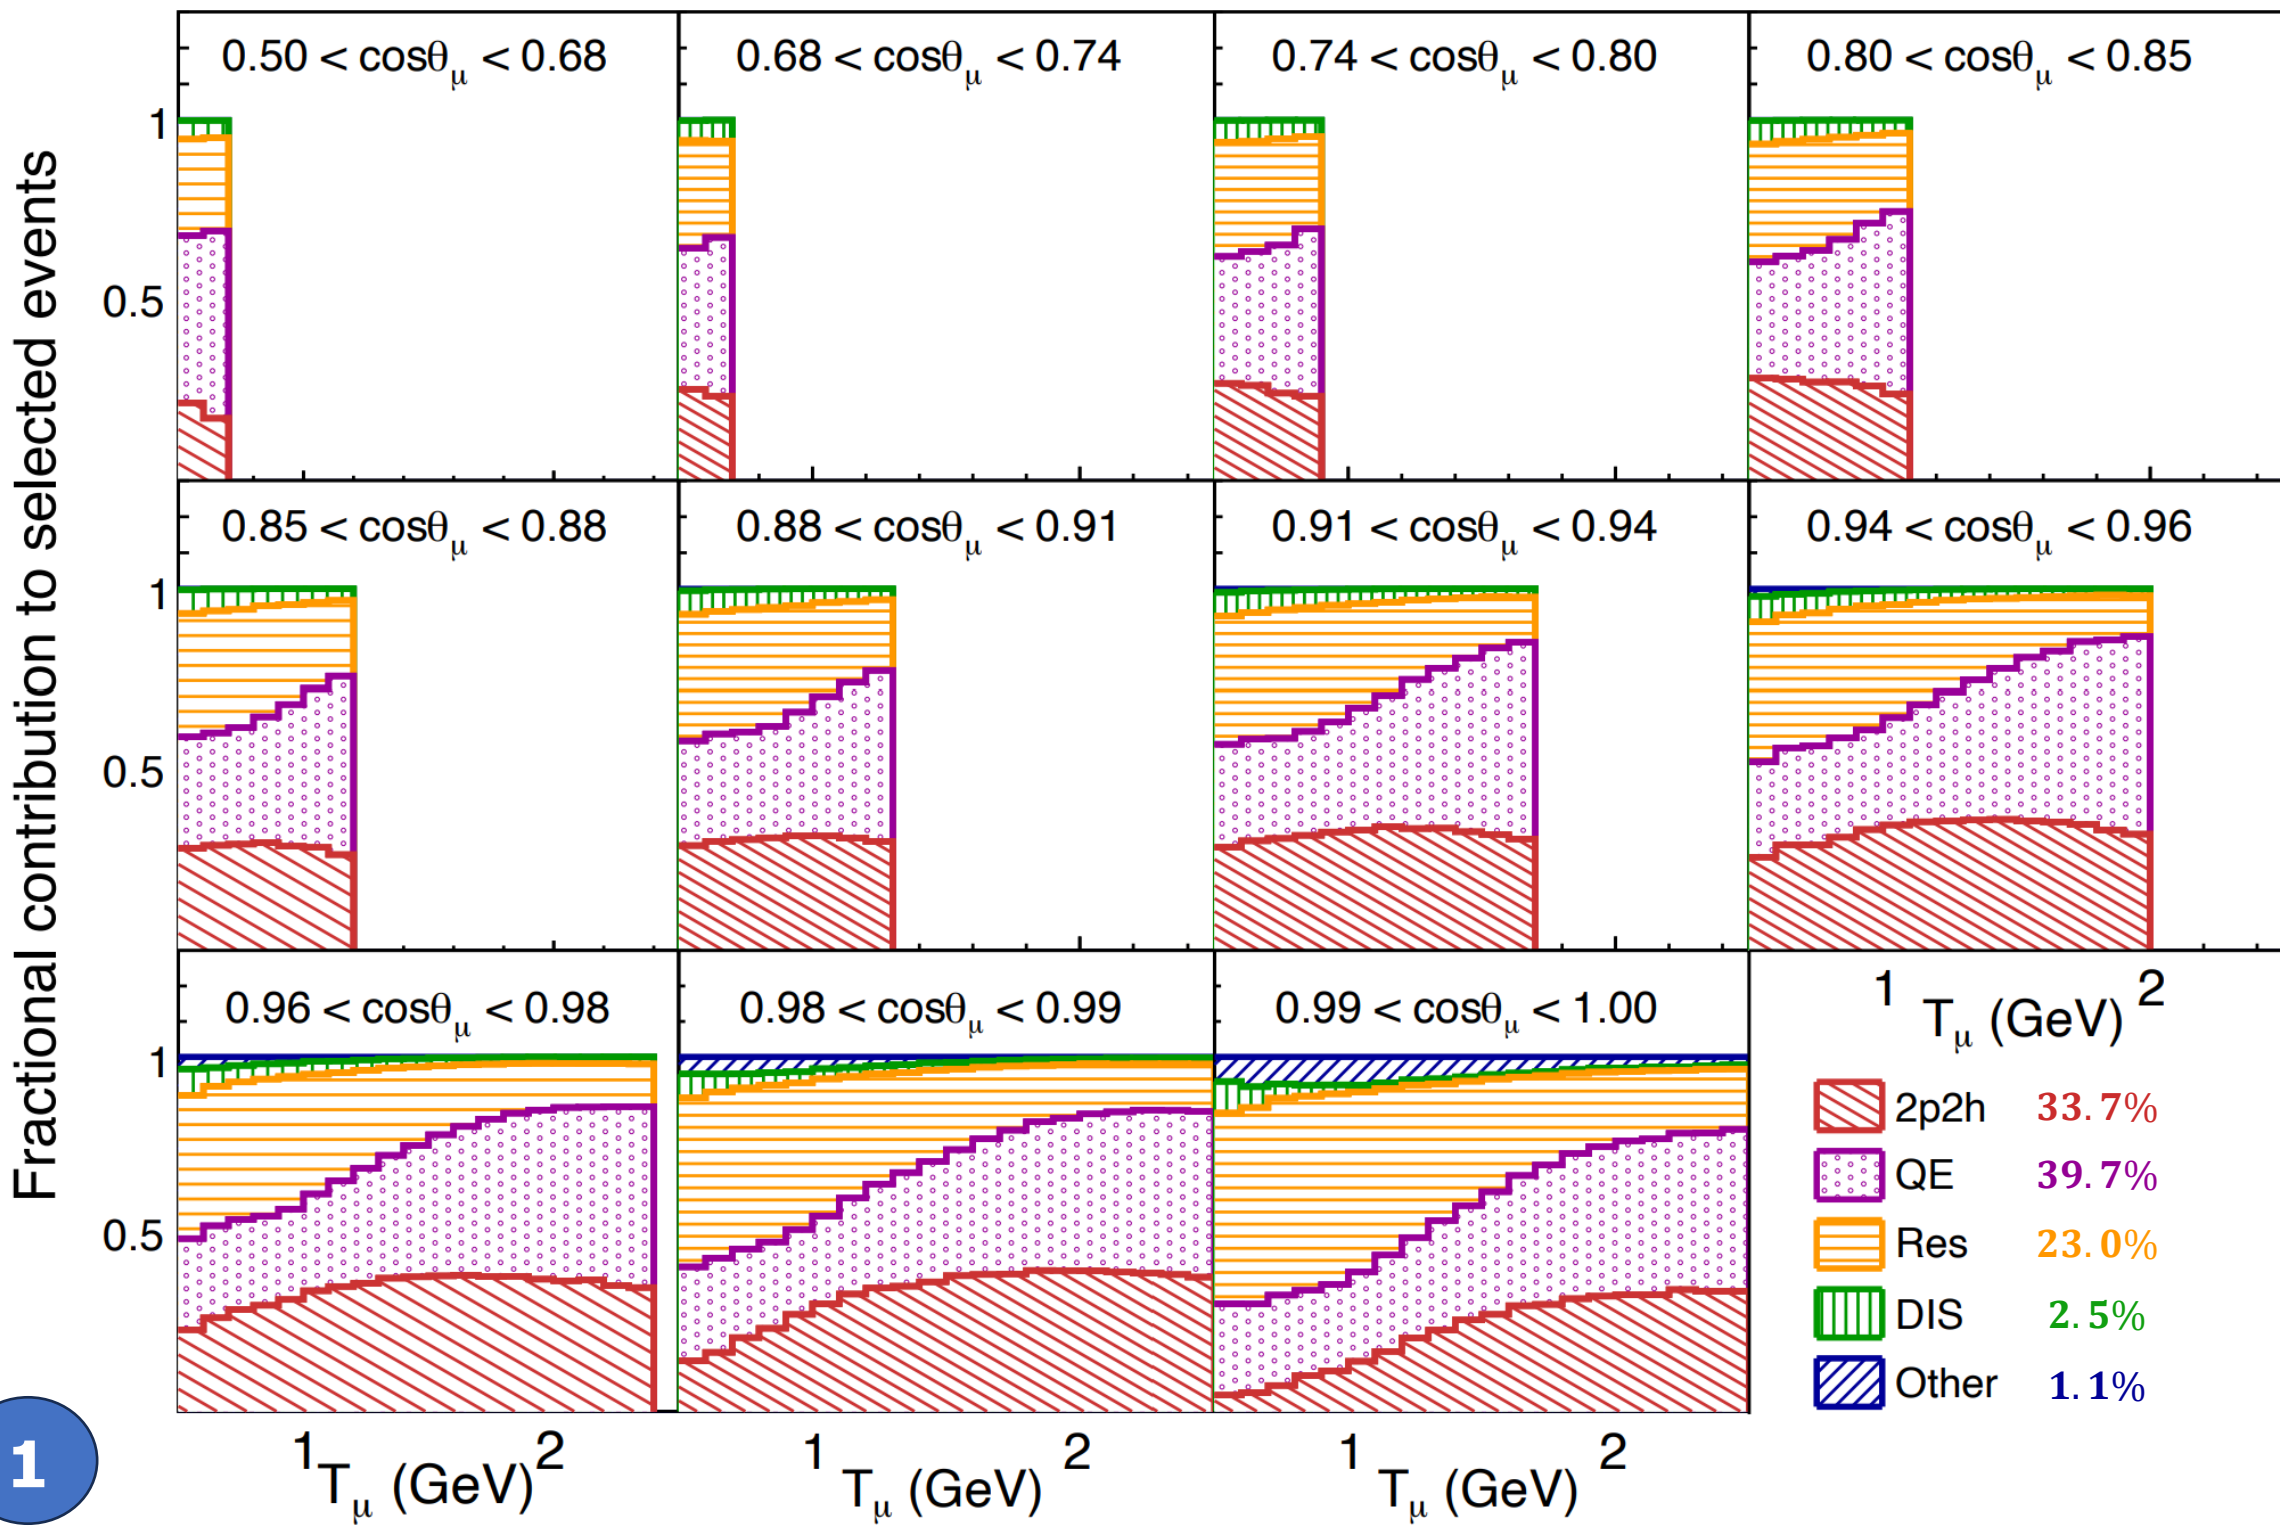 Fractional contribution to selected events
0.50 < cosθμ < 0.68
0.68 < cosθμ < 0.74
0.74 < cosθμ < 0.80
0.80 < cosθμ < 0.85
1
0.5
0.85 < cosθμ < 0.88
0.88 < cosθμ < 0.91
0.91 < cosθμ < 0.94
0.94 < cosθμ < 0.96
1
0.5
0.96 < cosθμ < 0.98
0.98 < cosθμ < 0.99
0.99 < cosθμ < 1.00
1
0.5
1 2
Tμ (GeV)
2p2h 33.7%
QE 39.7%
Res 23.0%
DIS 2.5%
Other 1.1%
1 2
Tμ (GeV)
1 2
Tμ (GeV)
1 2
Tμ (GeV)
1